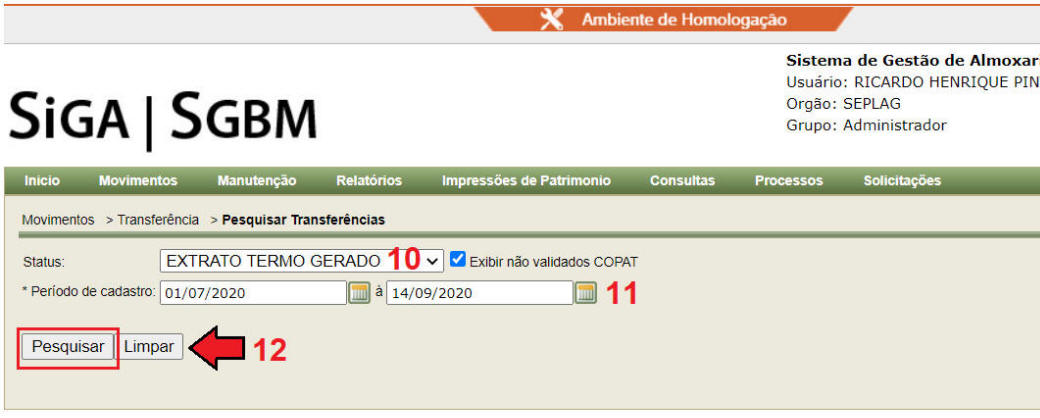 Ambiente de Homologação
Sistema de Gestão de Almoxari
Usuário: RICARDO HENRIQUE PIN
Orgão: SEPLAG
Grupo: Administrador
SiGA | SGBM
Inicio Movimentos Manutenção Relatórios Impressões de Patrimonio Consultas Processos Solicitações
Movimentos > Transferência > Pesquisar Transferências
Status: EXTRATO TERMO GERADO 10 Exibir não validados COPAT
* Período de cadastro: 01/07/2020 à 14/09/2020 11
Pesquisar Limpar 12